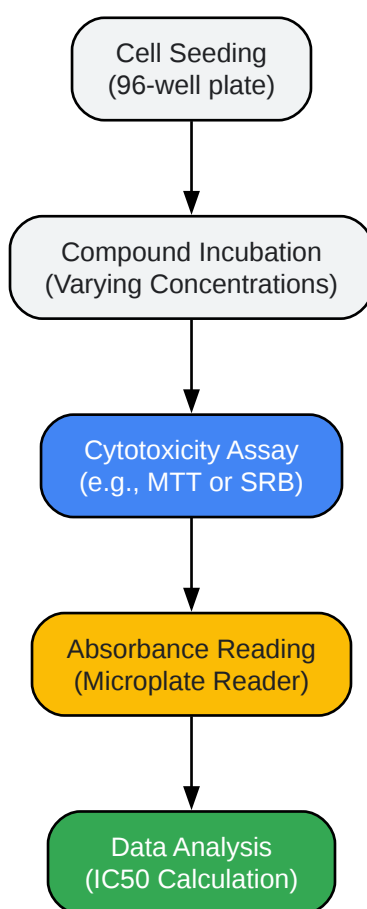 Cell Seeding
(96-well plate)
Compound Incubation
(Varying Concentrations)
Cytotoxicity Assay
(e.g., MTT or SRB)
Absorbance Reading
(Microplate Reader)
Data Analysis
(IC50 Calculation)